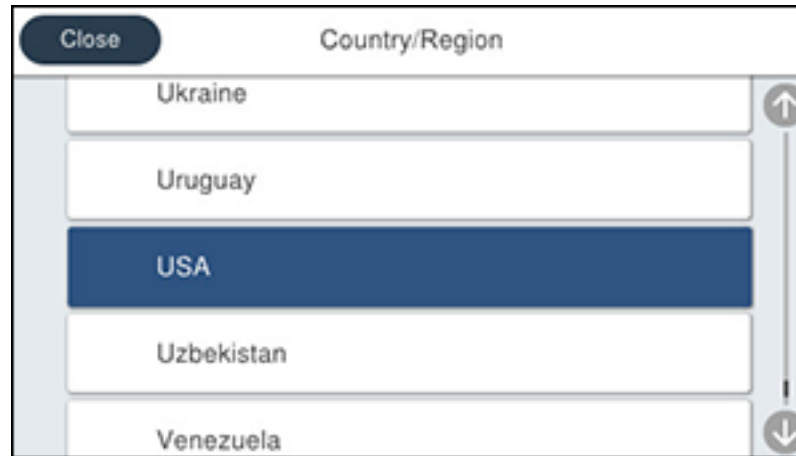 Close
Country/Region
Ukraine
Uruguay
USA
Uzbekistan
Venezuela